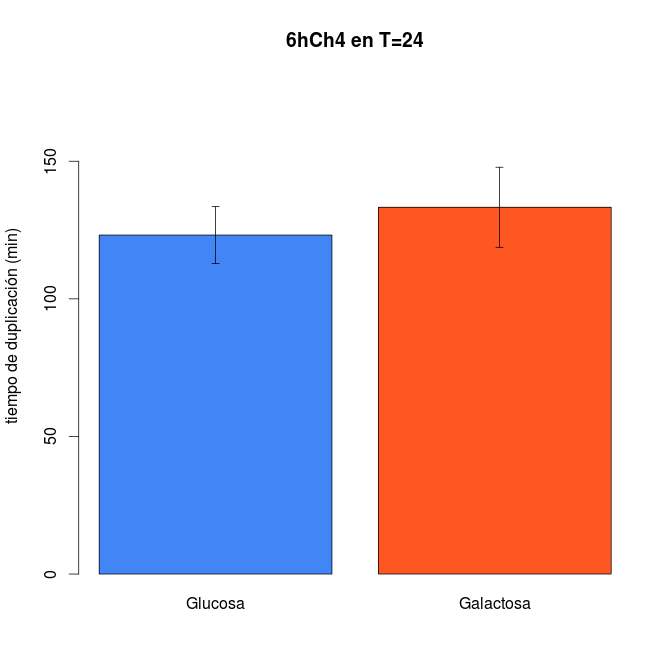 6hCh4 en T=24
tiempo de duplicación (min)
150
100
50
0
Glucosa
Galactosa